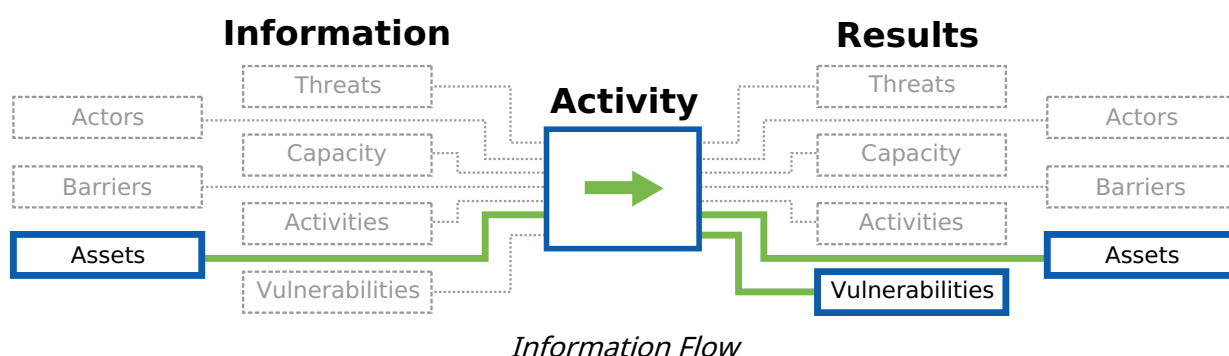 Information
Results
Threats
Threats
Activity
Actors
Actors
Capacity
Capacity
Barriers
Barriers
Activities
Activities
Assets
Assets
Vulnerabilities
Vulnerabilities
Information Flow